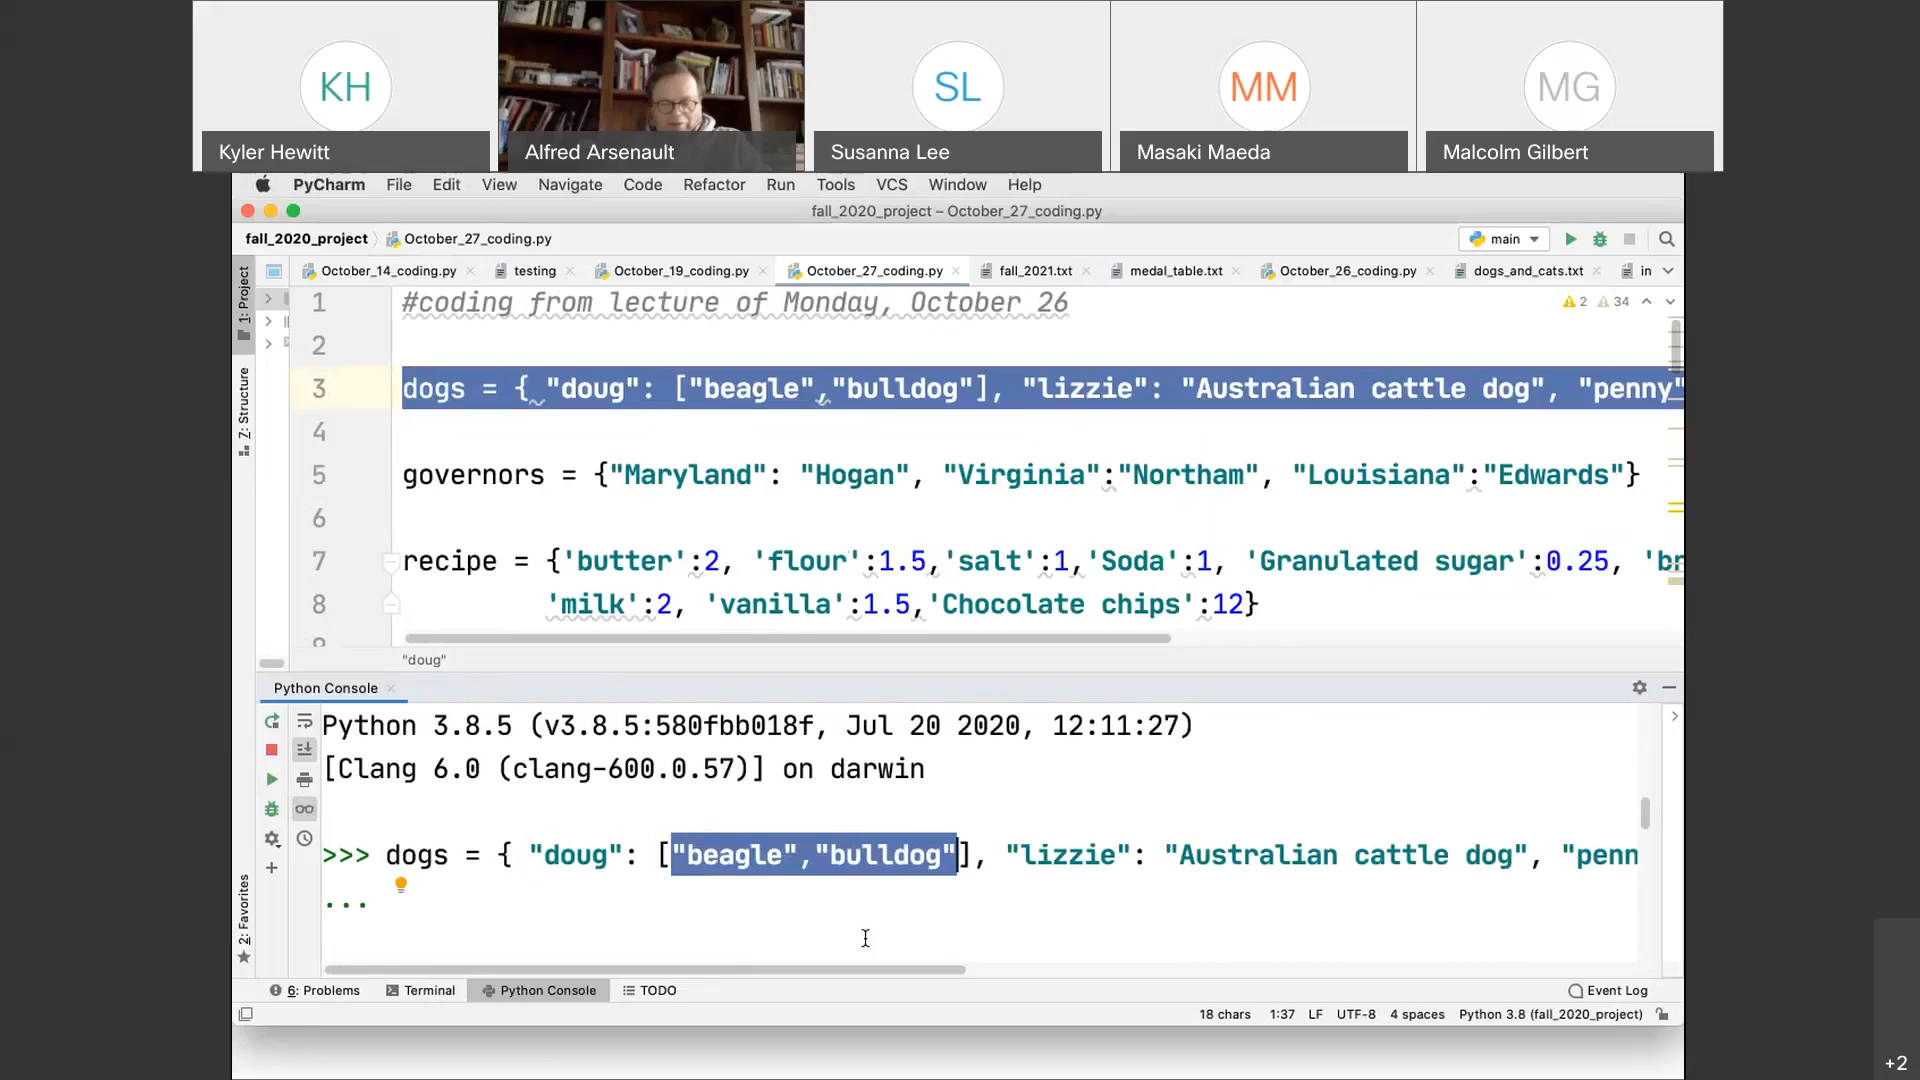 KH
SL
MM
MG
Kyler Hewitt
Alfred Arsenault
Susanna Lee
Masaki Maeda
Malcolm Gilbert
PyCharm File Edit View Navigate Code Refactor Run Tools VCS Window Help
fall_2020_project – October_27_coding.py
fall_2020_project October_27_coding.py
main
October_14_coding.py testing October_19_coding.py October_27_coding.py fall_2021.txt medal_table.txt October_26_coding.py dogs_and_cats.txt in
1: Project
Z: Structure
2: Favorites
1 #coding from lecture of Monday, October 26
2 34
2
3 dogs = { "doug": ["beagle","bulldog"], "lizzie": "Australian cattle dog", "penny"
4
5 governors = {"Maryland": "Hogan", "Virginia":"Northam", "Louisiana":"Edwards"}
6
7 recipe = {'butter':2, 'flour':1.5,'salt':1,'Soda':1, 'Granulated sugar':0.25, 'br
8 'milk':2, 'vanilla':1.5,'Chocolate chips':12}
9
"doug"
Python Console
Python 3.8.5 (v3.8.5:580fbb018f, Jul 20 2020, 12:11:27)
[Clang 6.0 (clang-600.0.57)] on darwin
>>> dogs = { "doug": ["beagle","bulldog"], "lizzie": "Australian cattle dog", "penn
...
6: Problems Terminal Python Console TODO Event Log
18 chars 1:37 LF UTF-8 4 spaces Python 3.8 (fall_2020_project)
+2